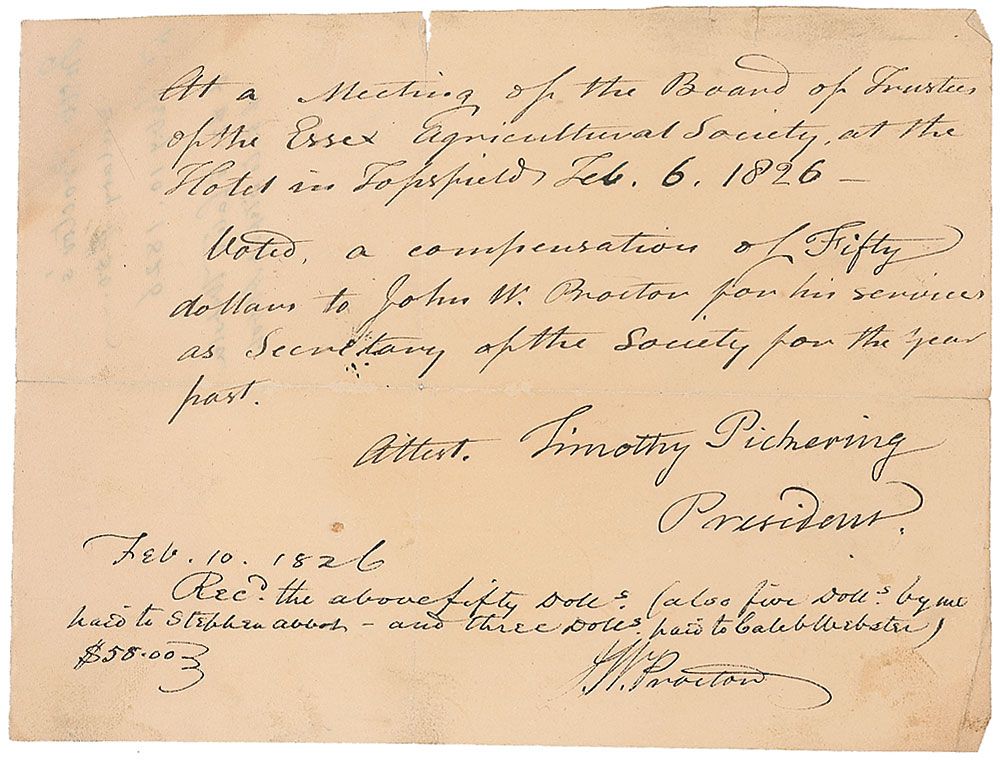 At a Meeting of the Board of Trustees
of the Essex Agricultural Society, at the
Hotel in Topsfield, Feb. 6. 1826 —
Voted, a compensation of Fifty
dollars to John W. Proctor for his services
as Secretary of the Society for the year
past.
Attest. Timothy Pickering
President.
Feb. 10. 1826
Recd. the above fifty Dolls. (also five Dolls. by me
paid to Stephen Abbot – and three Dolls. paid to Caleb Webster)
$58.00
J. W. Proctor